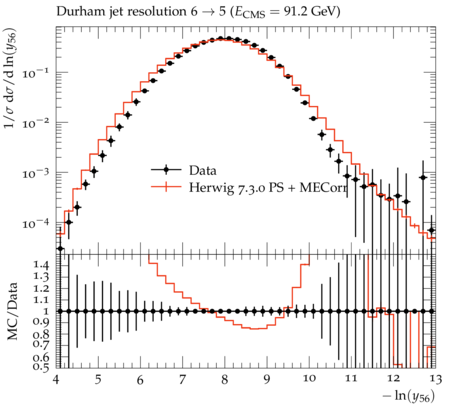 Durham jet resolution 6 → 5 (E_CMS = 91.2 GeV)
1/σ dσ/d ln(y_56)
10^−1
10^−2
10^−3
10^−4
Data
Herwig 7.3.0 PS + MECorr
MC/Data
1.4
1.3
1.2
1.1
1
0.9
0.8
0.7
0.6
0.5
4 5 6 7 8 9 10 11 12 13
− ln(y_56)